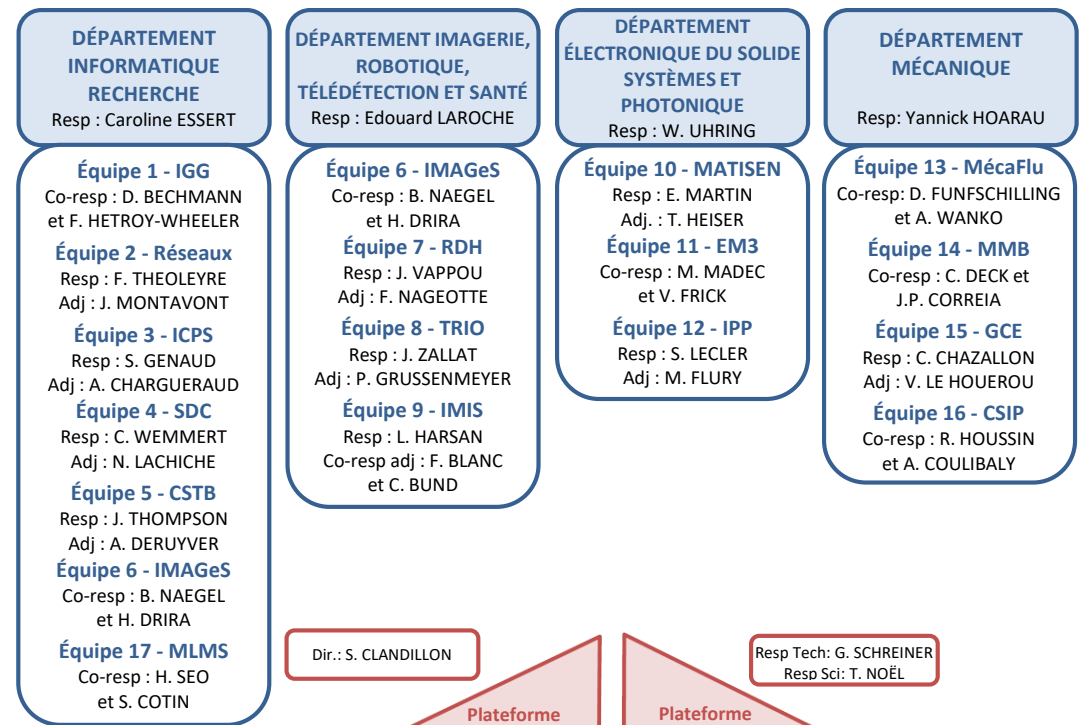 DÉPARTEMENT
INFORMATIQUE
RECHERCHE
Resp : Caroline ESSERT
Équipe 1 - IGG
Co-resp : D. BECHMANN
et F. HETROY-WHEELER
Équipe 2 - Réseaux
Resp : F. THEOLEYRE
Adj : J. MONTAVONT
Équipe 3 - ICPS
Resp : S. GENAUD
Adj : A. CHARGUERAUD
Équipe 4 - SDC
Resp : C. WEMMERT
Adj : N. LACHICHE
Équipe 5 - CSTB
Resp : J. THOMPSON
Adj : A. DERUYVER
Équipe 6 - IMAGeS
Co-resp : B. NAEGEL
et H. DRIRA
Équipe 17 - MLMS
Co-resp : H. SEO
et S. COTIN
DÉPARTEMENT IMAGERIE,
ROBOTIQUE,
TÉLÉDÉTECTION ET SANTÉ
Resp : Edouard LAROCHE
Équipe 6 - IMAGeS
Co-resp : B. NAEGEL
et H. DRIRA
Équipe 7 - RDH
Resp : J. VAPPOU
Adj : F. NAGEOTTE
Équipe 8 - TRIO
Resp : J. ZALLAT
Adj : P. GRUSSENMEYER
Équipe 9 - IMIS
Resp : L. HARSAN
Co-resp adj : F. BLANC
et C. BUND
DÉPARTEMENT
ÉLECTRONIQUE DU SOLIDE
SYSTÈMES ET
PHOTONIQUE
Resp : W. UHRING
Équipe 10 - MATISEN
Resp : E. MARTIN
Adj. : T. HEISER
Équipe 11 - EM3
Co-resp : M. MADEC
et V. FRICK
Équipe 12 - IPP
Resp : S. LECLER
Adj : M. FLURY
DÉPARTEMENT
MÉCANIQUE
Resp: Yannick HOARAU
Équipe 13 - MécaFlu
Co-resp: D. FUNFSCHILLING
et A. WANKO
Équipe 14 - MMB
Co-resp : C. DECK et
J.P. CORREIA
Équipe 15 - GCE
Resp : C. CHAZALLON
Adj : V. LE HOUEROU
Équipe 16 - CSIP
Co-resp : R. HOUSSIN
et A. COULIBALY
Dir.: S. CLANDILLON
Plateforme
Resp Tech: G. SCHREINER
Resp Sci: T. NOËL
Plateforme